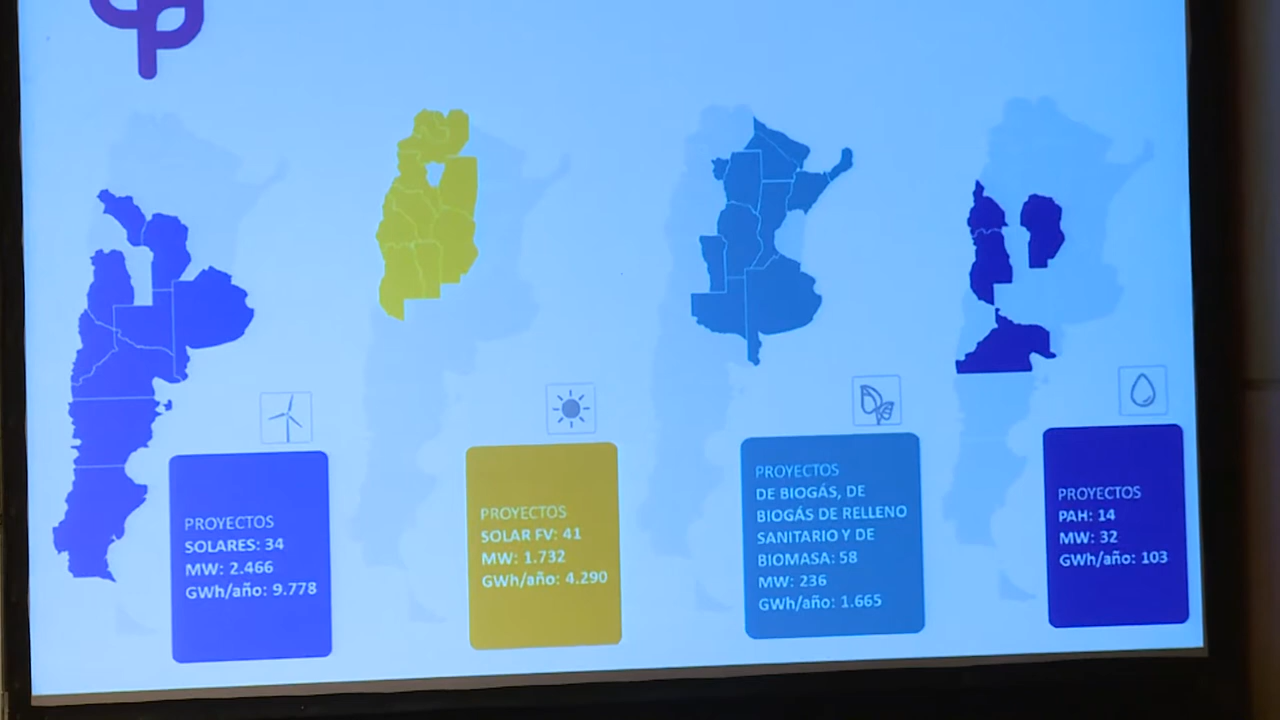 PROYECTOS
SOLARES: 34
MW: 2.466
GWh/año: 9.778
PROYECTOS
SOLAR FV: 41
MW: 1.732
GWh/año: 4.290
PROYECTOS
DE BIOGÁS, DE
BIOGÁS DE RELLENO
SANITARIO Y DE
BIOMASA: 58
MW: 236
GWh/año: 1.665
PROYECTOS
PAH: 14
MW: 32
GWh/año: 103